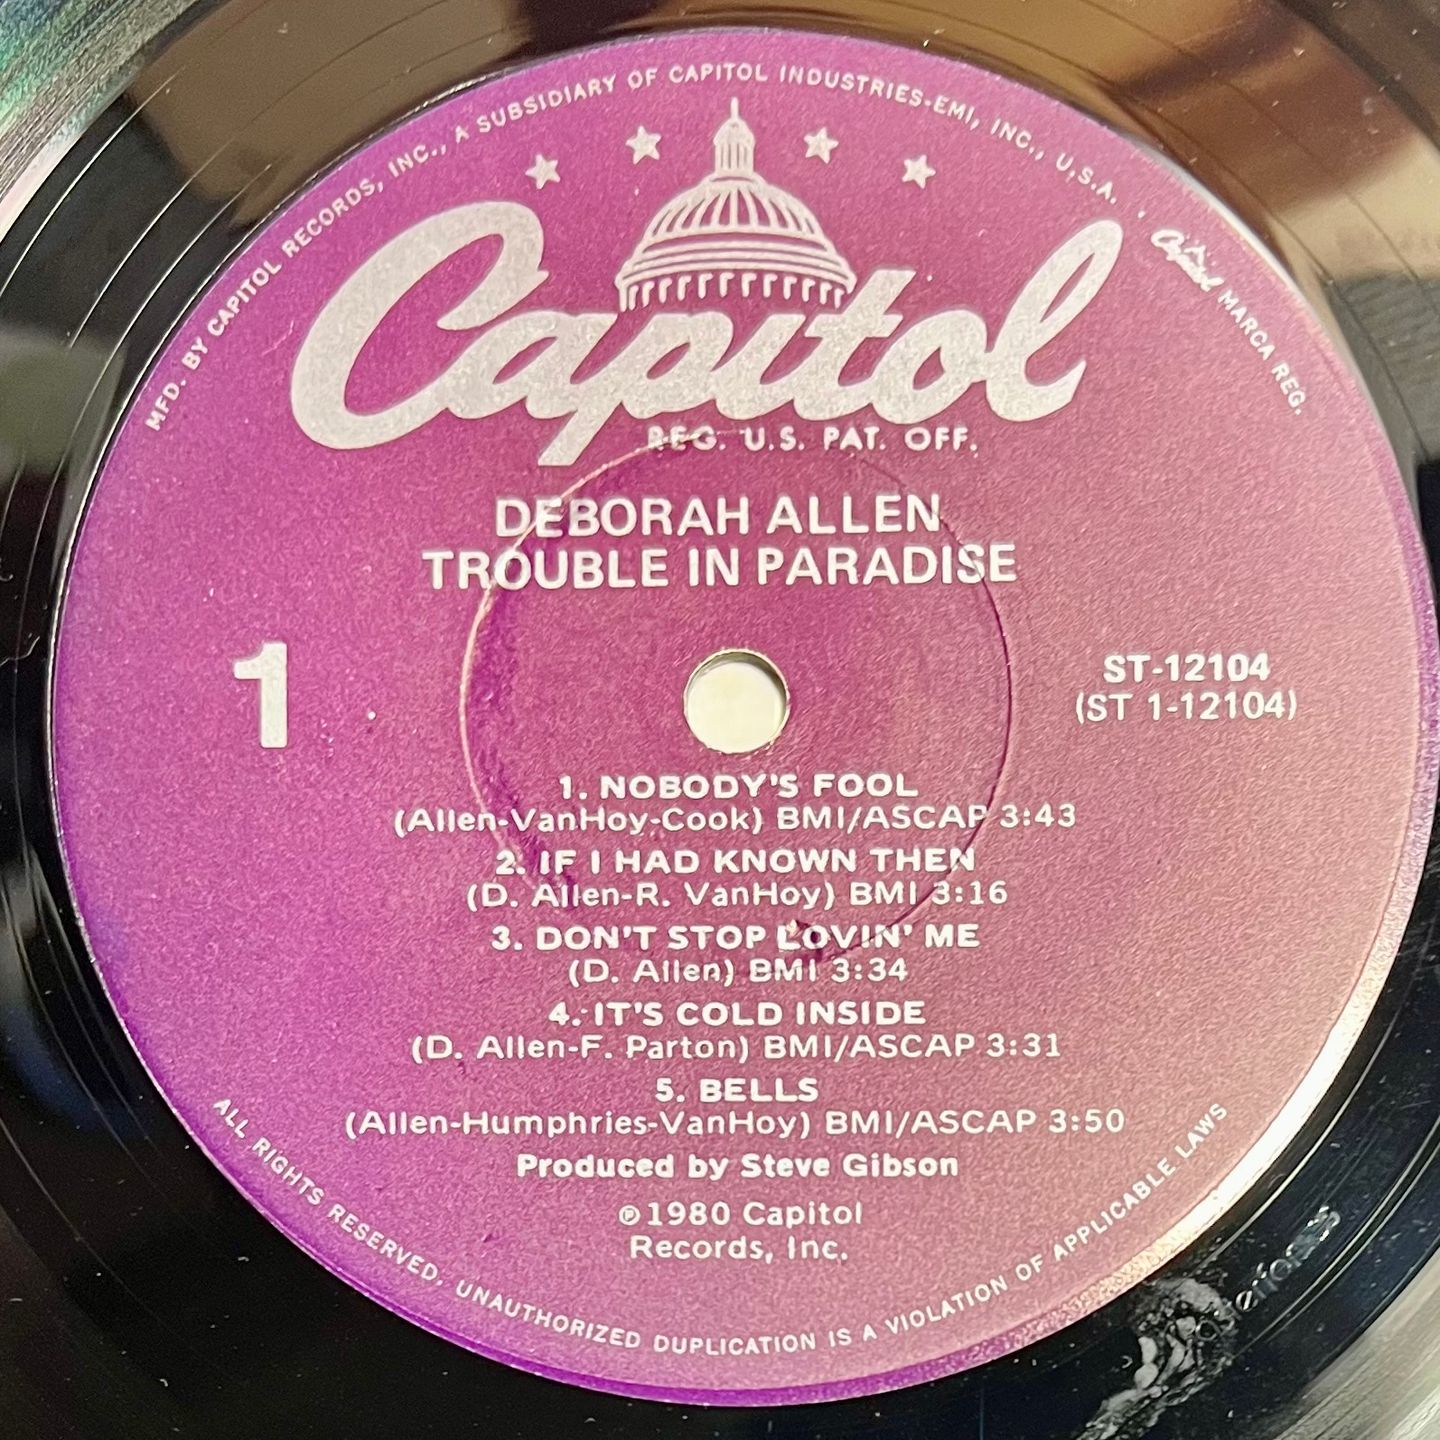 MFD. BY CAPITOL RECORDS, INC., A SUBSIDIARY OF CAPITOL INDUSTRIES-EMI, INC., U.S.A. • Capitol MARCA REG.
Capitol
REG. U.S. PAT. OFF.
DEBORAH ALLEN
TROUBLE IN PARADISE
1
ST-12104
(ST 1-12104)
1. NOBODY'S FOOL
(Allen-VanHoy-Cook) BMI/ASCAP 3:43
2. IF I HAD KNOWN THEN
(D. Allen-R. VanHoy) BMI 3:16
3. DON'T STOP LOVIN' ME
(D. Allen) BMI 3:34
4. IT'S COLD INSIDE
(D. Allen-F. Parton) BMI/ASCAP 3:31
5. BELLS
(Allen-Humphries-VanHoy) BMI/ASCAP 3:50
Produced by Steve Gibson
℗1980 Capitol
Records, Inc.
ALL RIGHTS RESERVED. UNAUTHORIZED DUPLICATION IS A VIOLATION OF APPLICABLE LAWS